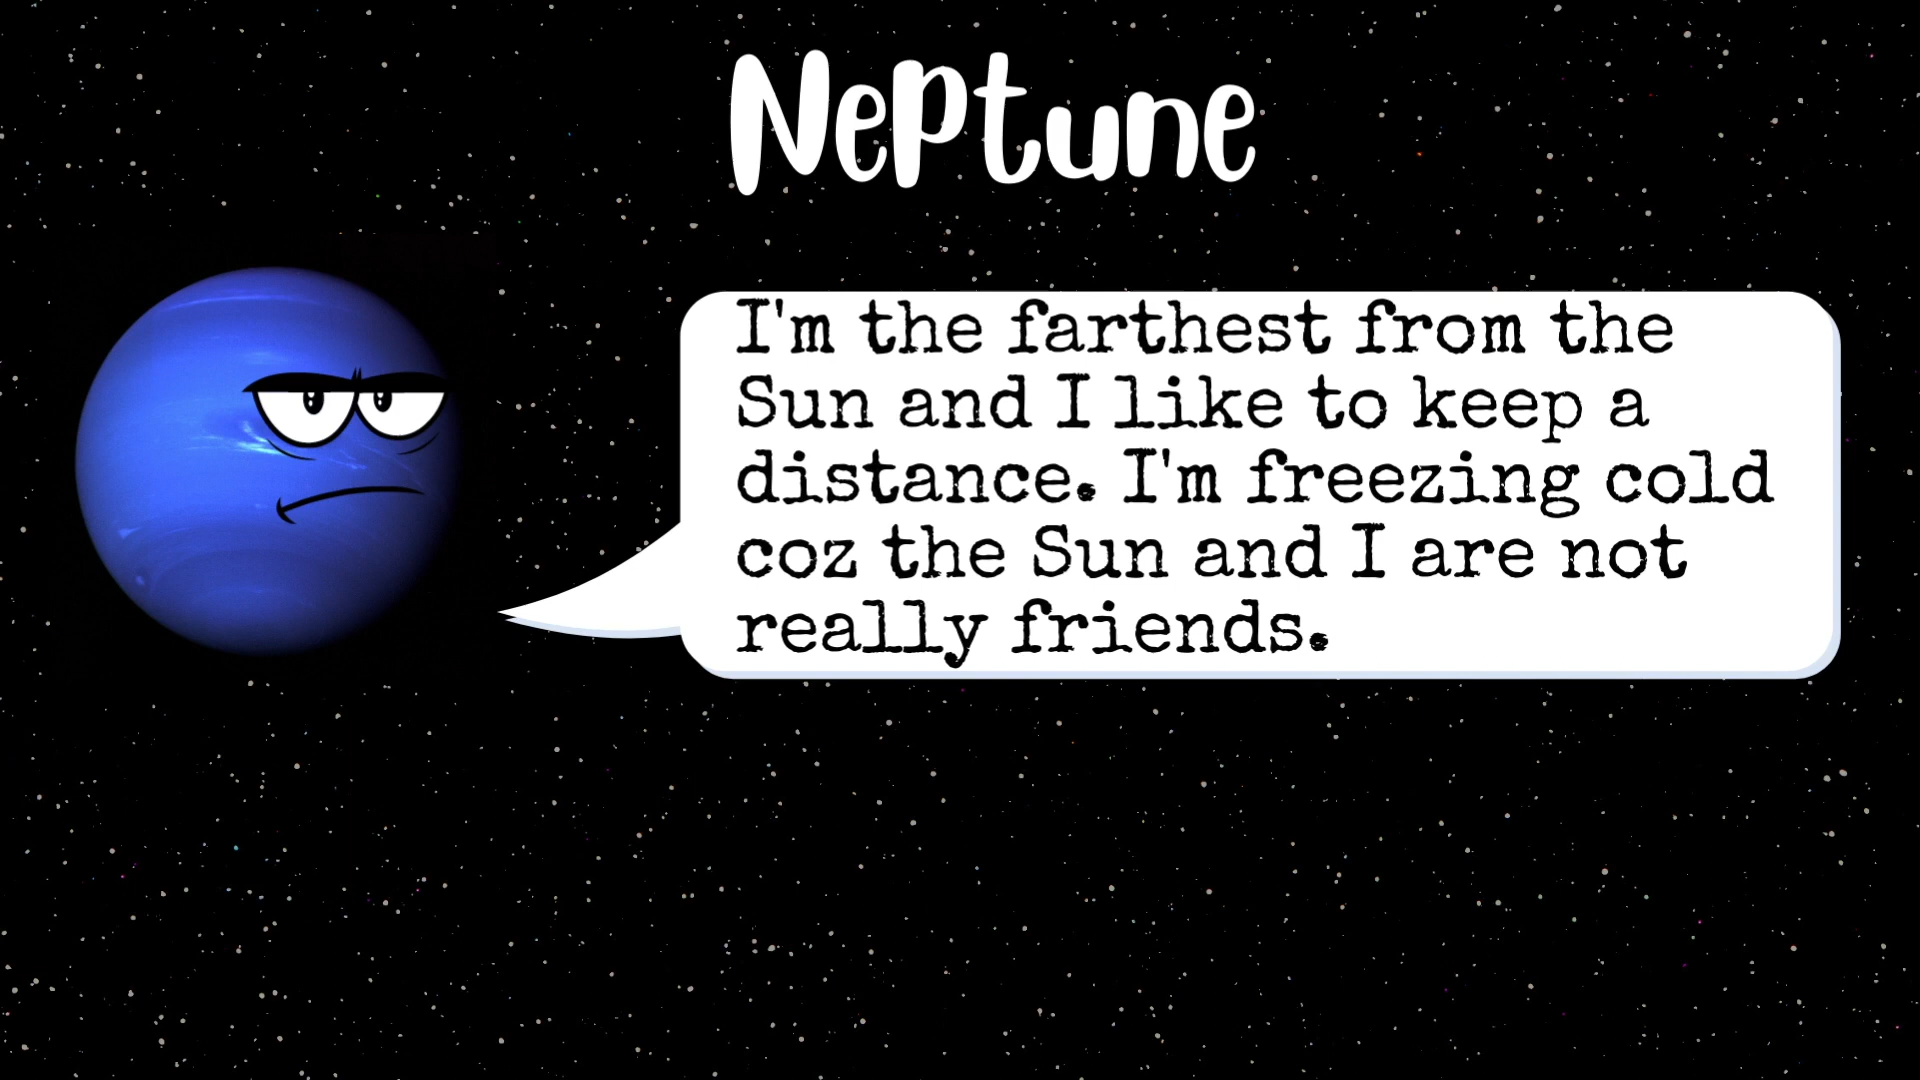 Neptune
I'm the farthest from the
Sun and I like to keep a
distance. I'm freezing cold
coz the Sun and I are not
really friends.